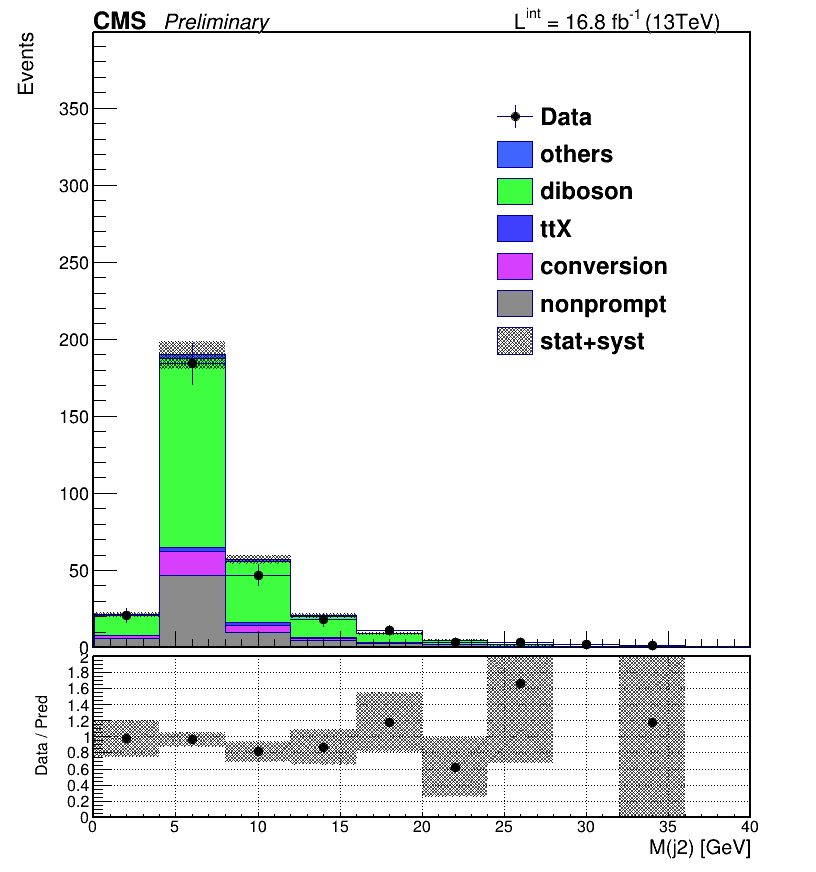 CMS Preliminary L^int = 16.8 fb^-1 (13TeV)
Events
350
300
250
200
150
100
50
0
Data
others
diboson
ttX
conversion
nonprompt
stat+syst
Data / Pred
2
1.8
1.6
1.4
1.2
1
0.8
0.6
0.4
0.2
0
0 5 10 15 20 25 30 35 40
M(j2) [GeV]